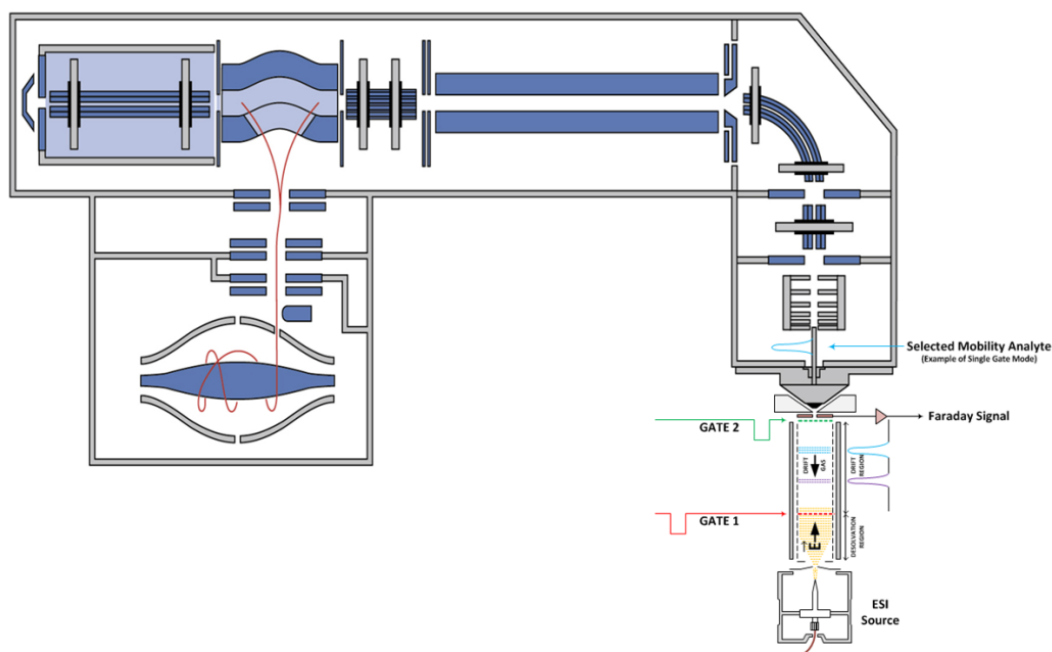 Selected Mobility Analyte
(Example of Single Gate Mode)
Faraday Signal
GATE 2
DRIFT
GAS
DRIFT
REGION
GATE 1
E
DESOLVATION
REGION
ESI
Source